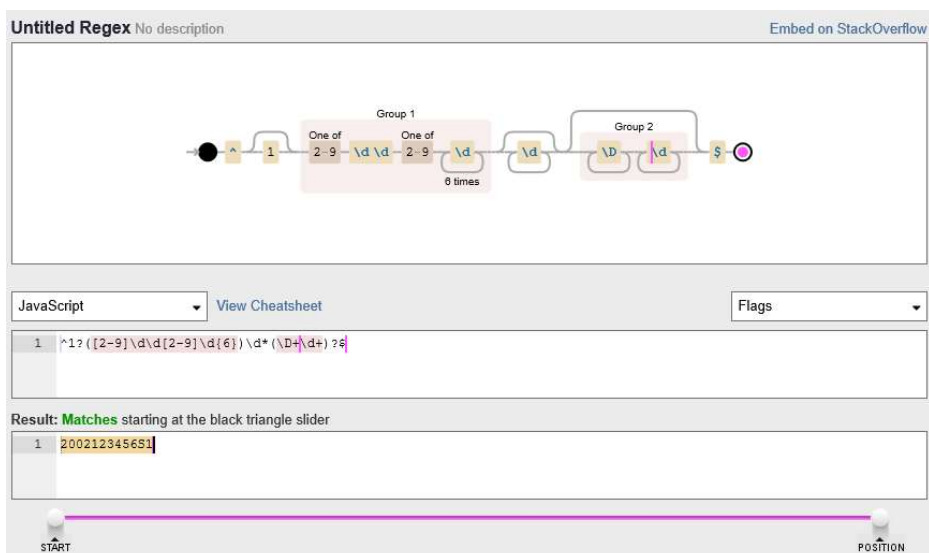 Untitled Regex No description Embed on StackOverflow
Group 1
Group 2
One of One of
^ 1 2-9 \d \d 2-9 \d \d \D \d $
6 times
JavaScript View Cheatsheet Flags
1 ^1?([2-9]\d\d[2-9]\d{6})\d*(\D+\d+)?$
Result: Matches starting at the black triangle slider
1 2002123456S1
START POSITION